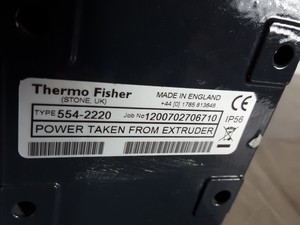 Thermo Fisher
(STONE, UK)
MADE IN ENGLAND
+44 [0] 1785 813648
CE
TYPE 554-2220
Job No 1200702706710
IP56
POWER TAKEN FROM EXTRUDER